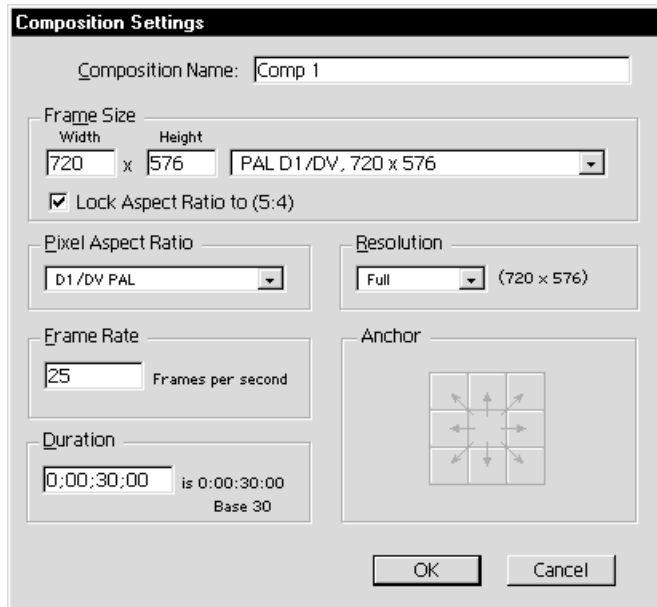 Composition Settings
Composition Name: Comp 1
Frame Size
Width Height
720 x 576 PAL D1/DV, 720 x 576
Lock Aspect Ratio to (5:4)
Pixel Aspect Ratio
D1/DV PAL
Resolution
Full (720 x 576)
Frame Rate
25 Frames per second
Anchor
Duration
0;00;30;00 is 0:00:30:00
Base 30
OK Cancel